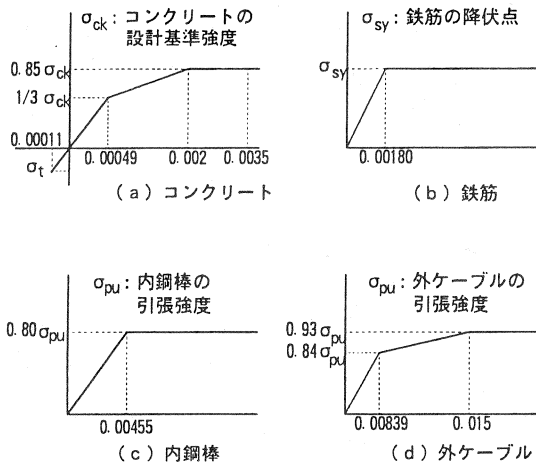 σck：コンクリートの
設計基準強度
0.85σck
1/3 σck
0.00011
σt
0.00049
0.002
0.0035
（a）コンクリート
σsy：鉄筋の降伏点
σsy
0.00180
（b）鉄筋
σpu：内鋼棒の
引張強度
0.80σpu
0.00455
（c）内鋼棒
σpu：外ケーブルの
引張強度
0.93σpu
0.84σpu
0.00839
0.015
（d）外ケーブル